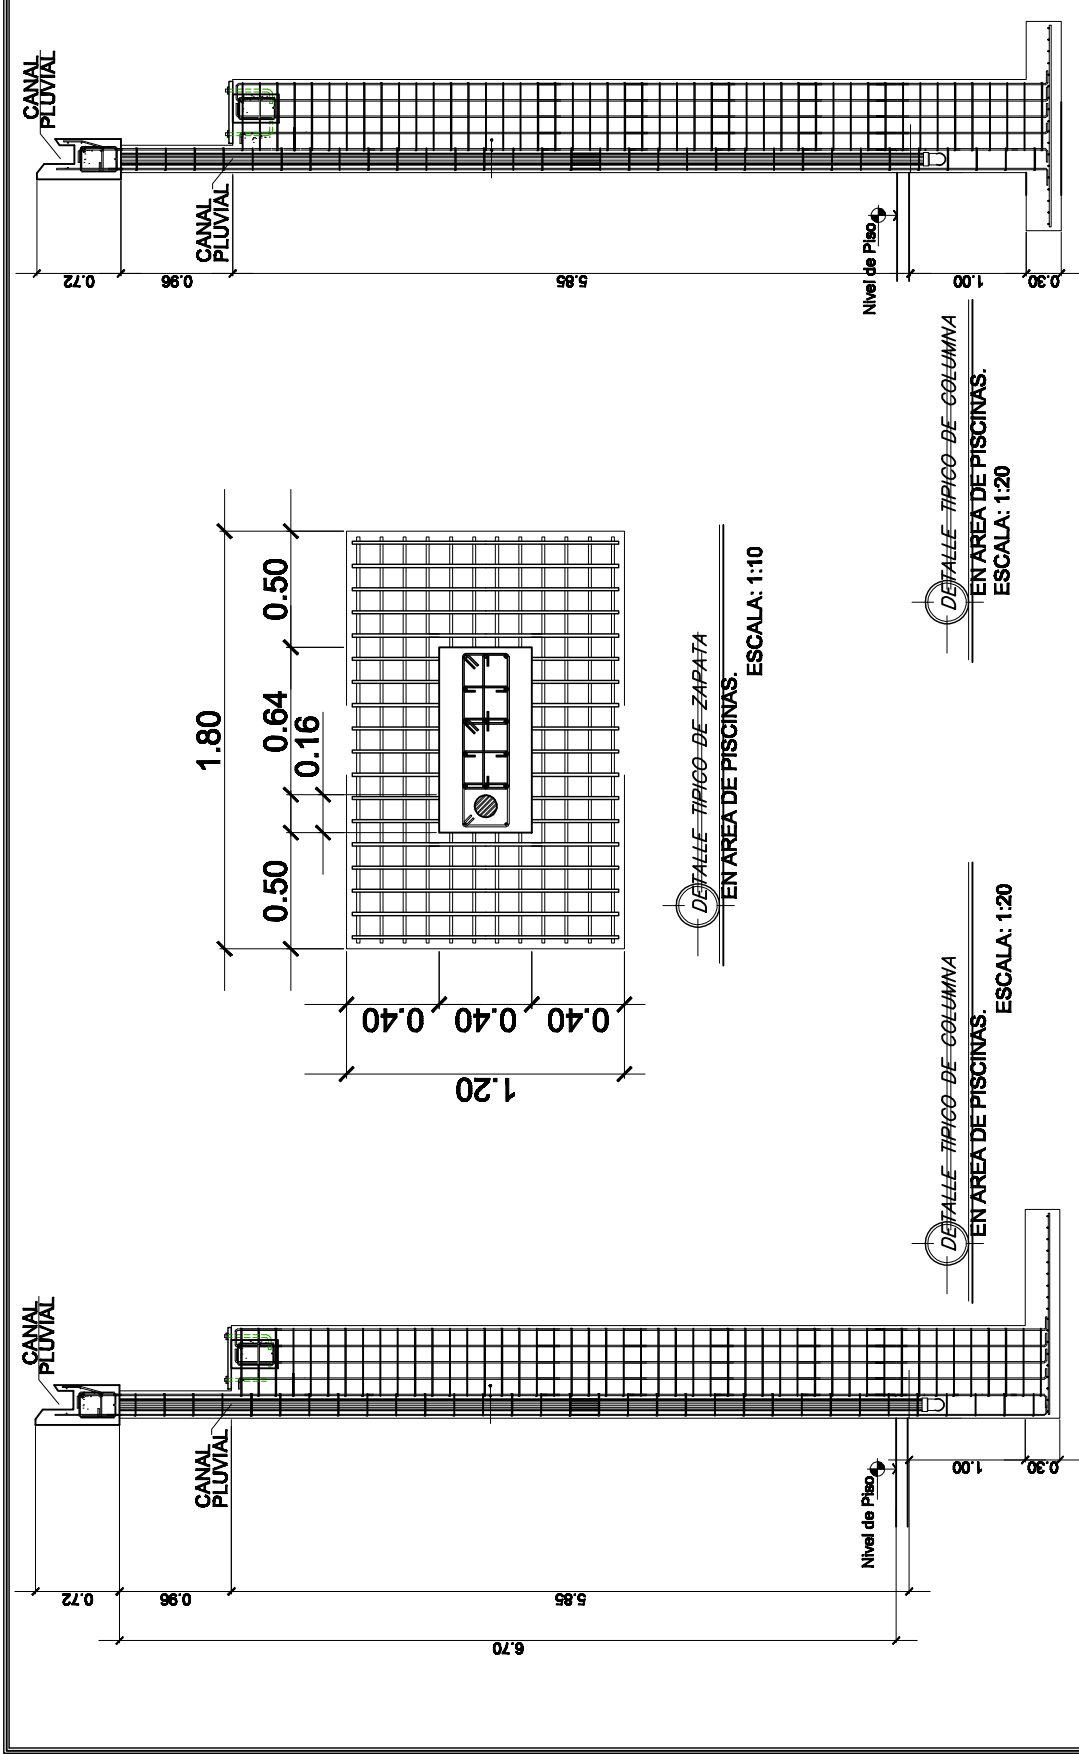 CANAL
PLUVIAL
CANAL
PLUVIAL
0.72
0.96
5.85
1.00
0.30
Nivel de Piso
DETALLE TIPICO DE COLUMNA
EN AREA DE PISCINAS.
ESCALA: 1:20
1.80
0.50
0.64
0.16
0.50
0.40
0.40
0.40
1.20
DETALLE TIPICO DE ZAPATA
EN AREA DE PISCINAS.
ESCALA: 1:10
CANAL
PLUVIAL
CANAL
PLUVIAL
0.72
0.96
5.85
6.70
1.00
0.30
Nivel de Piso
DETALLE TIPICO DE COLUMNA
EN AREA DE PISCINAS.
ESCALA: 1:20